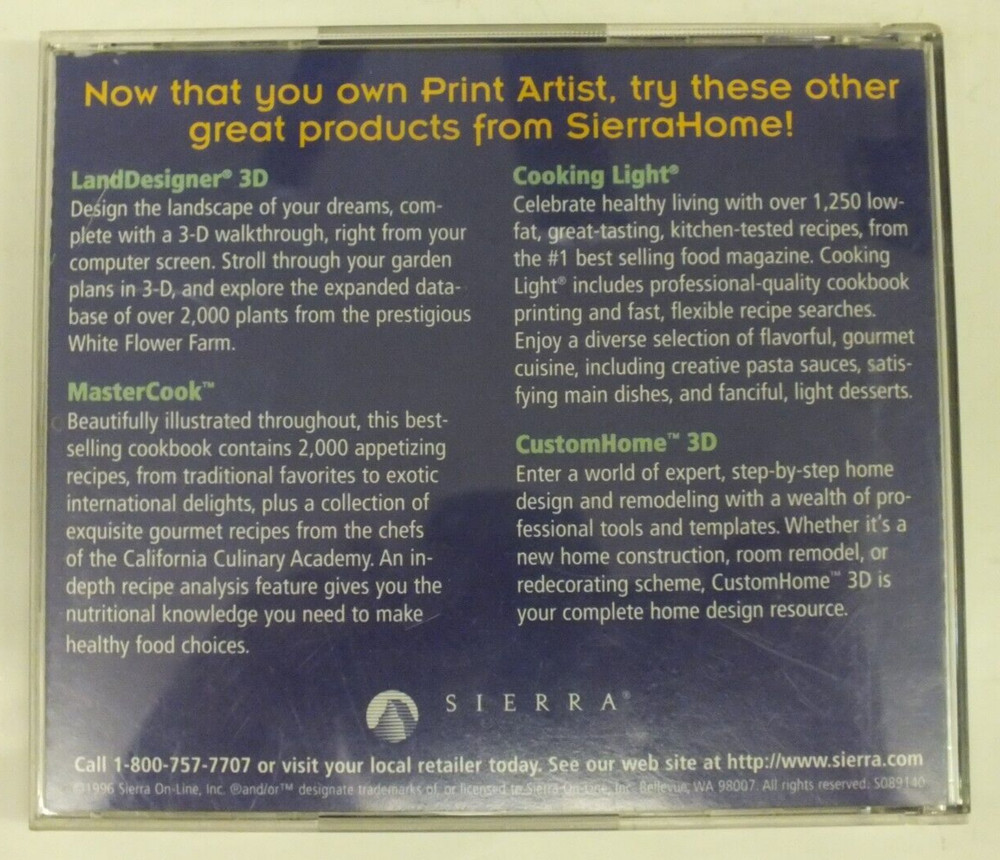 Now that you own Print Artist, try these other
great products from SierraHome!
LandDesigner® 3D
Design the landscape of your dreams, com-
plete with a 3-D walkthrough, right from your
computer screen. Stroll through your garden
plans in 3-D, and explore the expanded data-
base of over 2,000 plants from the prestigious
White Flower Farm.
MasterCook™
Beautifully illustrated throughout, this best-
selling cookbook contains 2,000 appetizing
recipes, from traditional favorites to exotic
international delights, plus a collection of
exquisite gourmet recipes from the chefs
of the California Culinary Academy. An in-
depth recipe analysis feature gives you the
nutritional knowledge you need to make
healthy food choices.
Cooking Light®
Celebrate healthy living with over 1,250 low-
fat, great-tasting, kitchen-tested recipes, from
the #1 best selling food magazine. Cooking
Light® includes professional-quality cookbook
printing and fast, flexible recipe searches.
Enjoy a diverse selection of flavorful, gourmet
cuisine, including creative pasta sauces, satis-
fying main dishes, and fanciful, light desserts.
CustomHome™ 3D
Enter a world of expert, step-by-step home
design and remodeling with a wealth of pro-
fessional tools and templates. Whether it's a
new home construction, room remodel, or
redecorating scheme, CustomHome™ 3D is
your complete home design resource.
SIERRA®
Call 1-800-757-7707 or visit your local retailer today. See our web site at http://www.sierra.com
©1996 Sierra On-Line, Inc. ®and/or™ designate trademarks of, or licensed to Sierra On-Line, Inc. Bellevue, WA 98007. All rights reserved. S089140